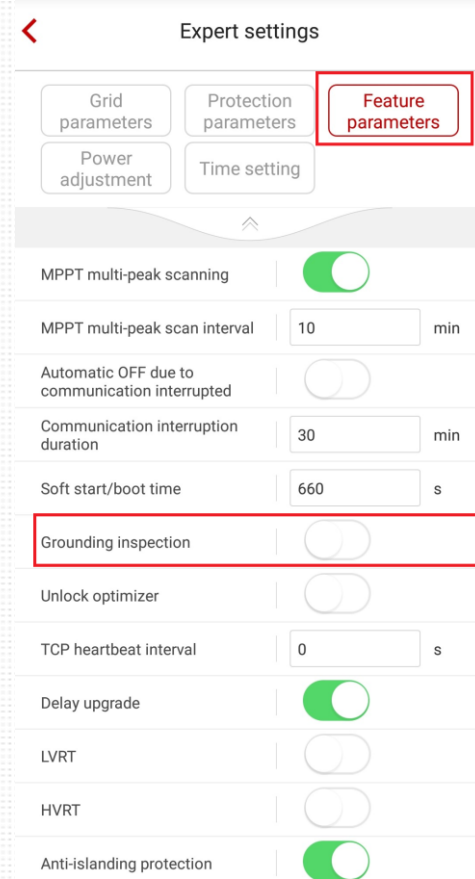 Expert settings
Grid
parameters
Protection
parameters
Feature
parameters
Power
adjustment
Time setting
MPPT multi-peak scanning
MPPT multi-peak scan interval 10 min
Automatic OFF due to
communication interrupted
Communication interruption
duration 30 min
Soft start/boot time 660 s
Grounding inspection
Unlock optimizer
TCP heartbeat interval 0 s
Delay upgrade
LVRT
HVRT
Anti-islanding protection